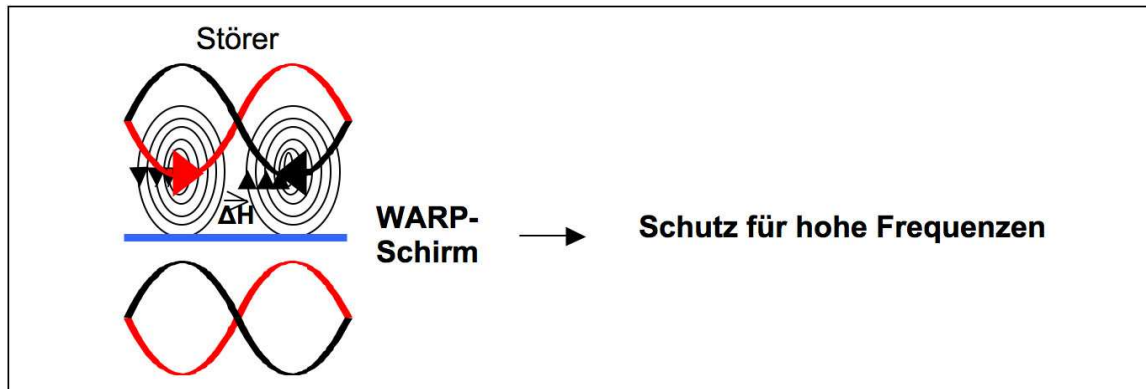 Störer
ΔH
WARP-
Schirm
Schutz für hohe Frequenzen